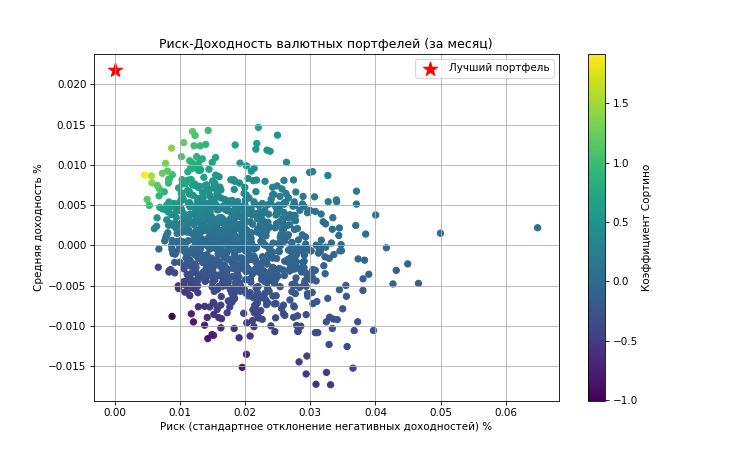 Риск-Доходность валютных портфелей (за месяц)
Лучший портфель
Средняя доходность %
0.020
0.015
0.010
0.005
0.000
−0.005
−0.010
−0.015
0.00 0.01 0.02 0.03 0.04 0.05 0.06
Риск (стандартное отклонение негативных доходностей) %
1.5
1.0
0.5
0.0
−0.5
−1.0
Коэффициент Сортино